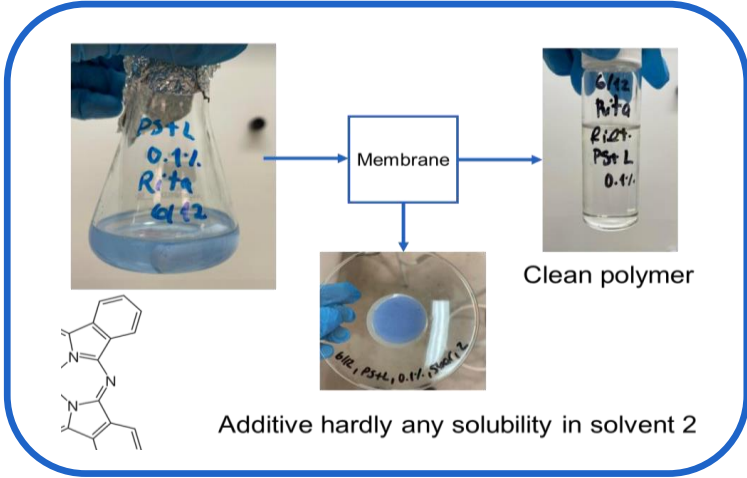 PS+L
0.1%
Rita
6/12
Membrane
6/12
Rita
PS+L
0.1%
Clean polymer
N
N
N
6/12, PS+L, 0.1%, 5bar, 2
Additive hardly any solubility in solvent 2